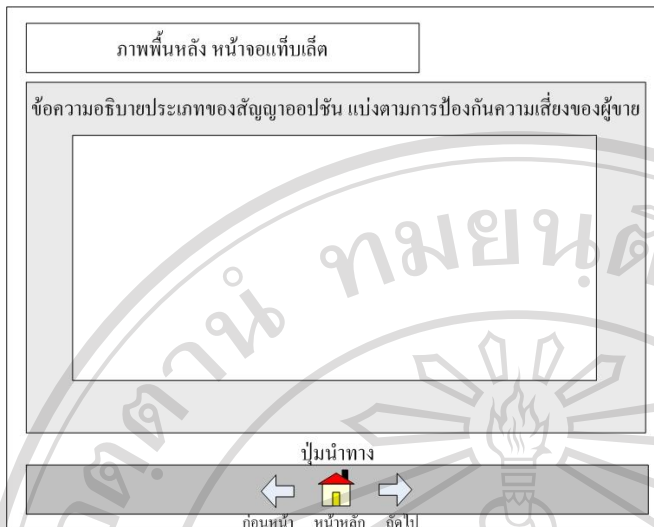 ภาพพื้นหลัง หน้าจอแท็บเล็ต
ข้อความอธิบายประเภทของสัญญาออปชัน แบ่งตามการป้องกันความเสี่ยงของผู้ขาย
ปุ่มนำทาง
ก่อนหน้า หน้าหลัก ถัดไป